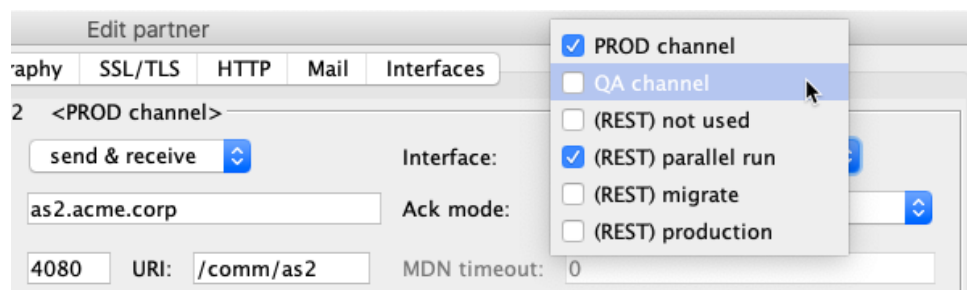 Edit partner
raphy SSL/TLS HTTP Mail Interfaces
2 <PROD channel>
send & receive Interface:
as2.acme.corp Ack mode:
4080 URI: /comm/as2 MDN timeout: 0
PROD channel
QA channel
(REST) not used
(REST) parallel run
(REST) migrate
(REST) production